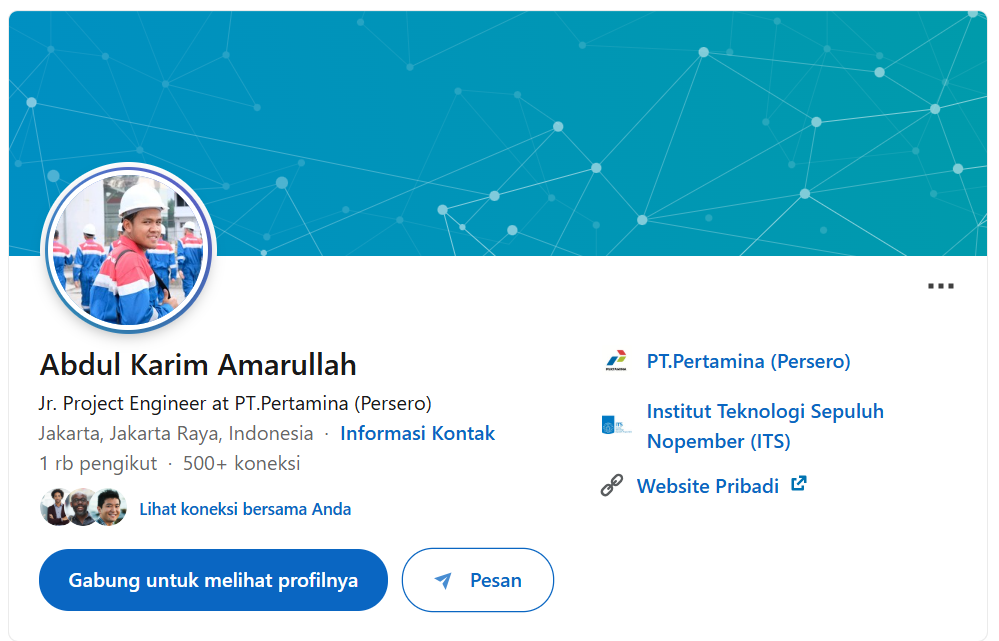 Abdul Karim Amarullah
Jr. Project Engineer at PT.Pertamina (Persero)
Jakarta, Jakarta Raya, Indonesia · Informasi Kontak
1 rb pengikut · 500+ koneksi
Lihat koneksi bersama Anda
Gabung untuk melihat profilnya
Pesan
PERTAMINA
PT.Pertamina (Persero)
ITS
Institut Teknologi Sepuluh
Nopember (ITS)
Website Pribadi